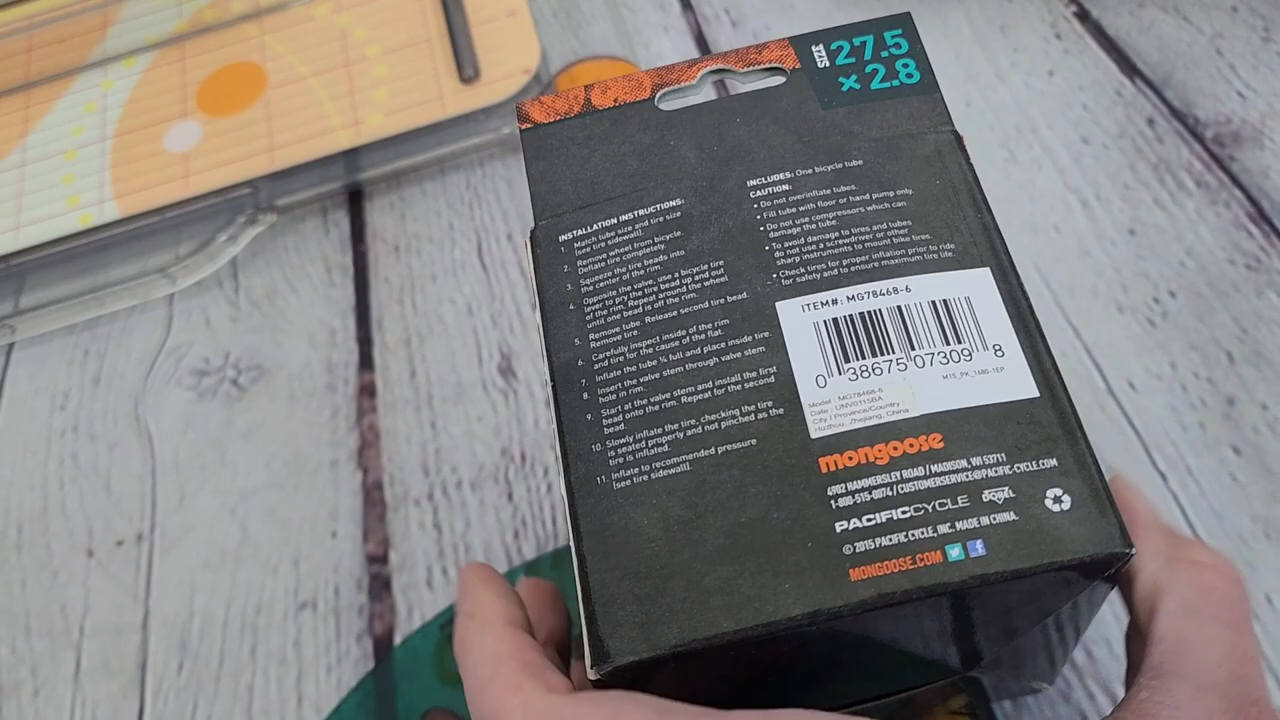 SIZE
27.5
× 2.8
INSTALLATION INSTRUCTIONS:
1. Match tube size and tire size
(see tire sidewall).
2. Remove wheel from bicycle.
Deflate tire completely.
3. Squeeze the tire beads into
the center of the rim.
4. Opposite the valve, use a bicycle tire
lever to pry the tire bead up and out
of the rim. Repeat around the wheel
until one bead is off the rim.
5. Remove tube. Release second tire bead.
Remove tire.
6. Carefully inspect inside of the rim
and tire for the cause of the flat.
7. Inflate the tube ¼ full and place inside tire.
8. Insert the valve stem through valve stem
hole in rim.
9. Start at the valve stem and install the first
bead onto the rim. Repeat for the second
bead.
10. Slowly inflate the tire, checking the tire
is seated properly and not pinched as the
tire is inflated.
11. Inflate to recommended pressure
(see tire sidewall).
INCLUDES: One bicycle tube
CAUTION:
• Do not overinflate tubes.
• Fill tube with floor or hand pump only.
• Do not use compressors which can
damage the tube.
• To avoid damage to tires and tubes
do not use a screwdriver or other
sharp instruments to mount bike tires.
• Check tires for proper inflation prior to ride
for safety and to ensure maximum tire life.
ITEM#: MG78468-6
0 38675 07309 8
M15_PK_1680-1EP
Model : MG78468-6
Date : UNV0115BA
City / Province/Country :
Huzhou, Zhejiang, China
mongoose
4902 HAMMERSLEY ROAD / MADISON, WI 53711
1-800-515-0074 / CUSTOMERSERVICE@PACIFIC-CYCLE.COM
PACIFICCYCLE DOREL
© 2015 PACIFIC CYCLE, INC. MADE IN CHINA.
MONGOOSE.COM